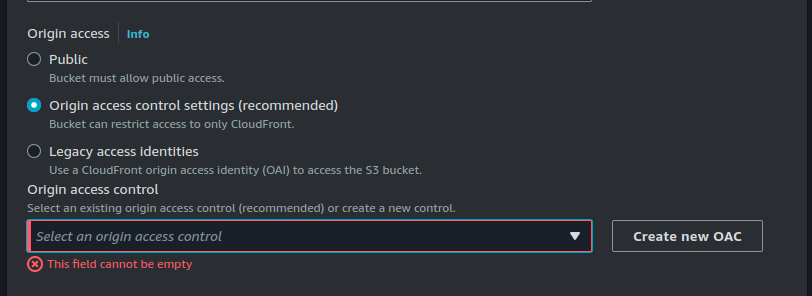 Origin access Info
Public
Bucket must allow public access.
Origin access control settings (recommended)
Bucket can restrict access to only CloudFront.
Legacy access identities
Use a CloudFront origin access identity (OAI) to access the S3 bucket.
Origin access control
Select an existing origin access control (recommended) or create a new control.
Select an origin access control Create new OAC
This field cannot be empty